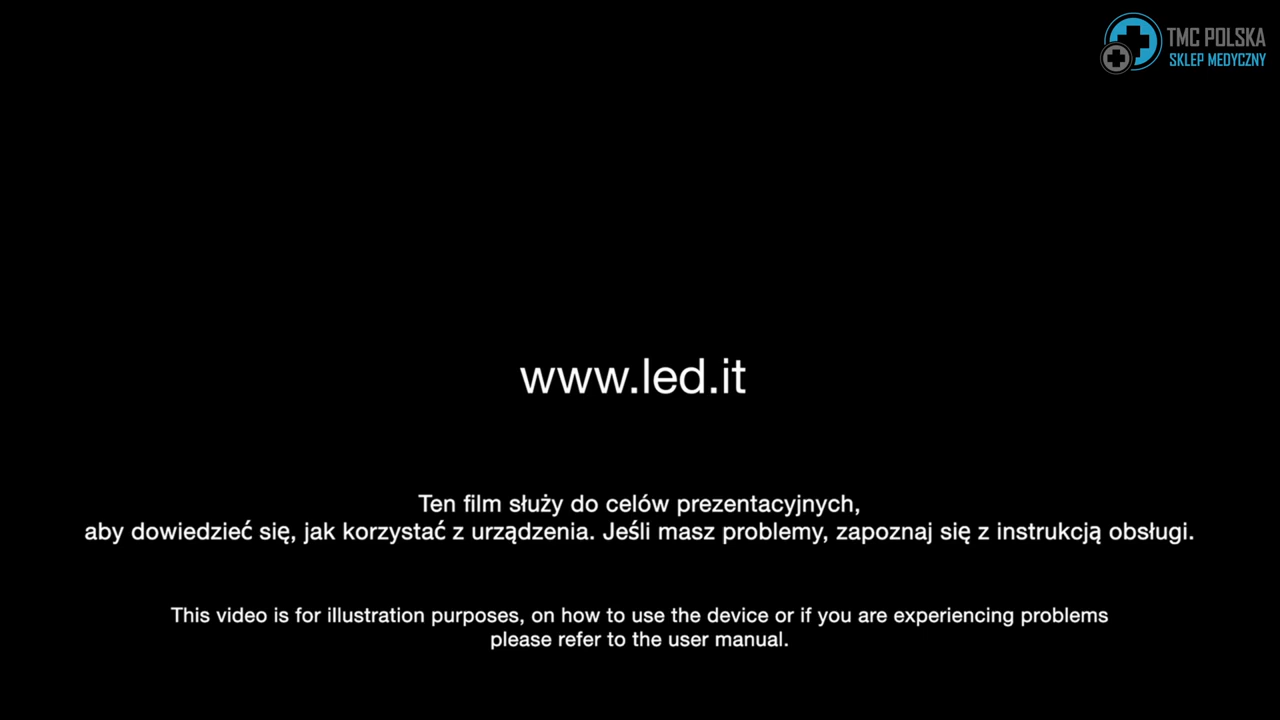 TMC POLSKA
SKLEP MEDYCZNY
www.led.it
Ten film służy do celów prezentacyjnych,
aby dowiedzieć się, jak korzystać z urządzenia. Jeśli masz problemy, zapoznaj się z instrukcją obsługi.
This video is for illustration purposes, on how to use the device or if you are experiencing problems
please refer to the user manual.